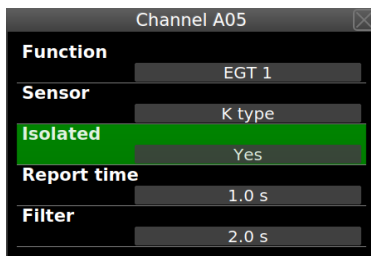 Channel A05
Function
EGT 1
Sensor
K type
Isolated
Yes
Report time
1.0 s
Filter
2.0 s